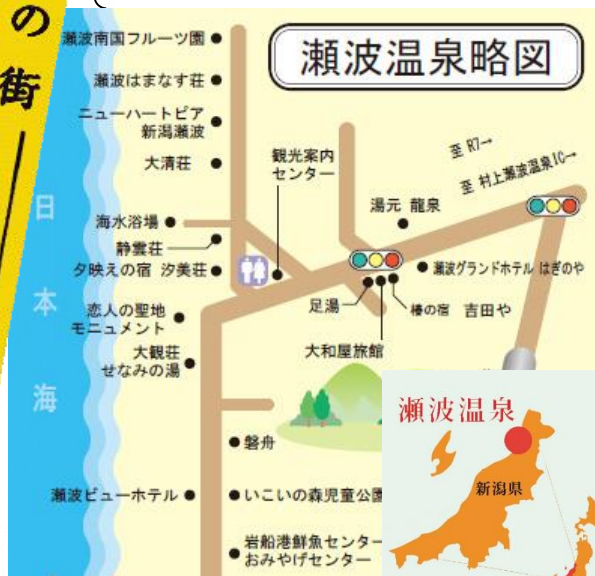 の
街
瀬波温泉略図
瀬波南国フルーツ園
瀬波はまなす荘
ニューハートピア
新潟瀬波
大清荘
観光案内
センター
至 R7→
至 村上瀬波温泉IC→
湯元 龍泉
日本海
海水浴場
静雲荘
夕映えの宿 汐美荘
瀬波グランドホテル はぎのや
足湯
椿の宿 吉田や
恋人の聖地
モニュメント
大和屋旅館
大観荘
せなみの湯
磐舟
瀬波ビューホテル
いこいの森児童公園
岩船港鮮魚センター
おみやげセンター
瀬波温泉
新潟県